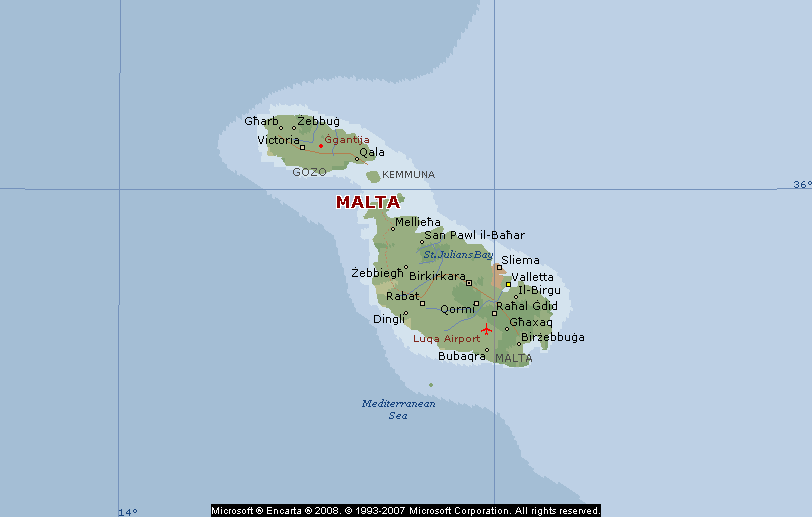 Għarb
Żebbuġ
Victoria
Ġgantija
Qala
GOZO
KEMMUNA
36°
MALTA
Mellieħa
San Pawl il-Baħar
St.Julians Bay
Sliema
Żebbiegħ
Birkirkara
Valletta
Il-Birgu
Rabat
Qormi
Raħal Ġdid
Dingli
Għaxaq
Luqa Airport
Birżebbuġa
Bubaqra
MALTA
Mediterranean
Sea
14°
Microsoft ® Encarta ® 2008. © 1993-2007 Microsoft Corporation. All rights reserved.